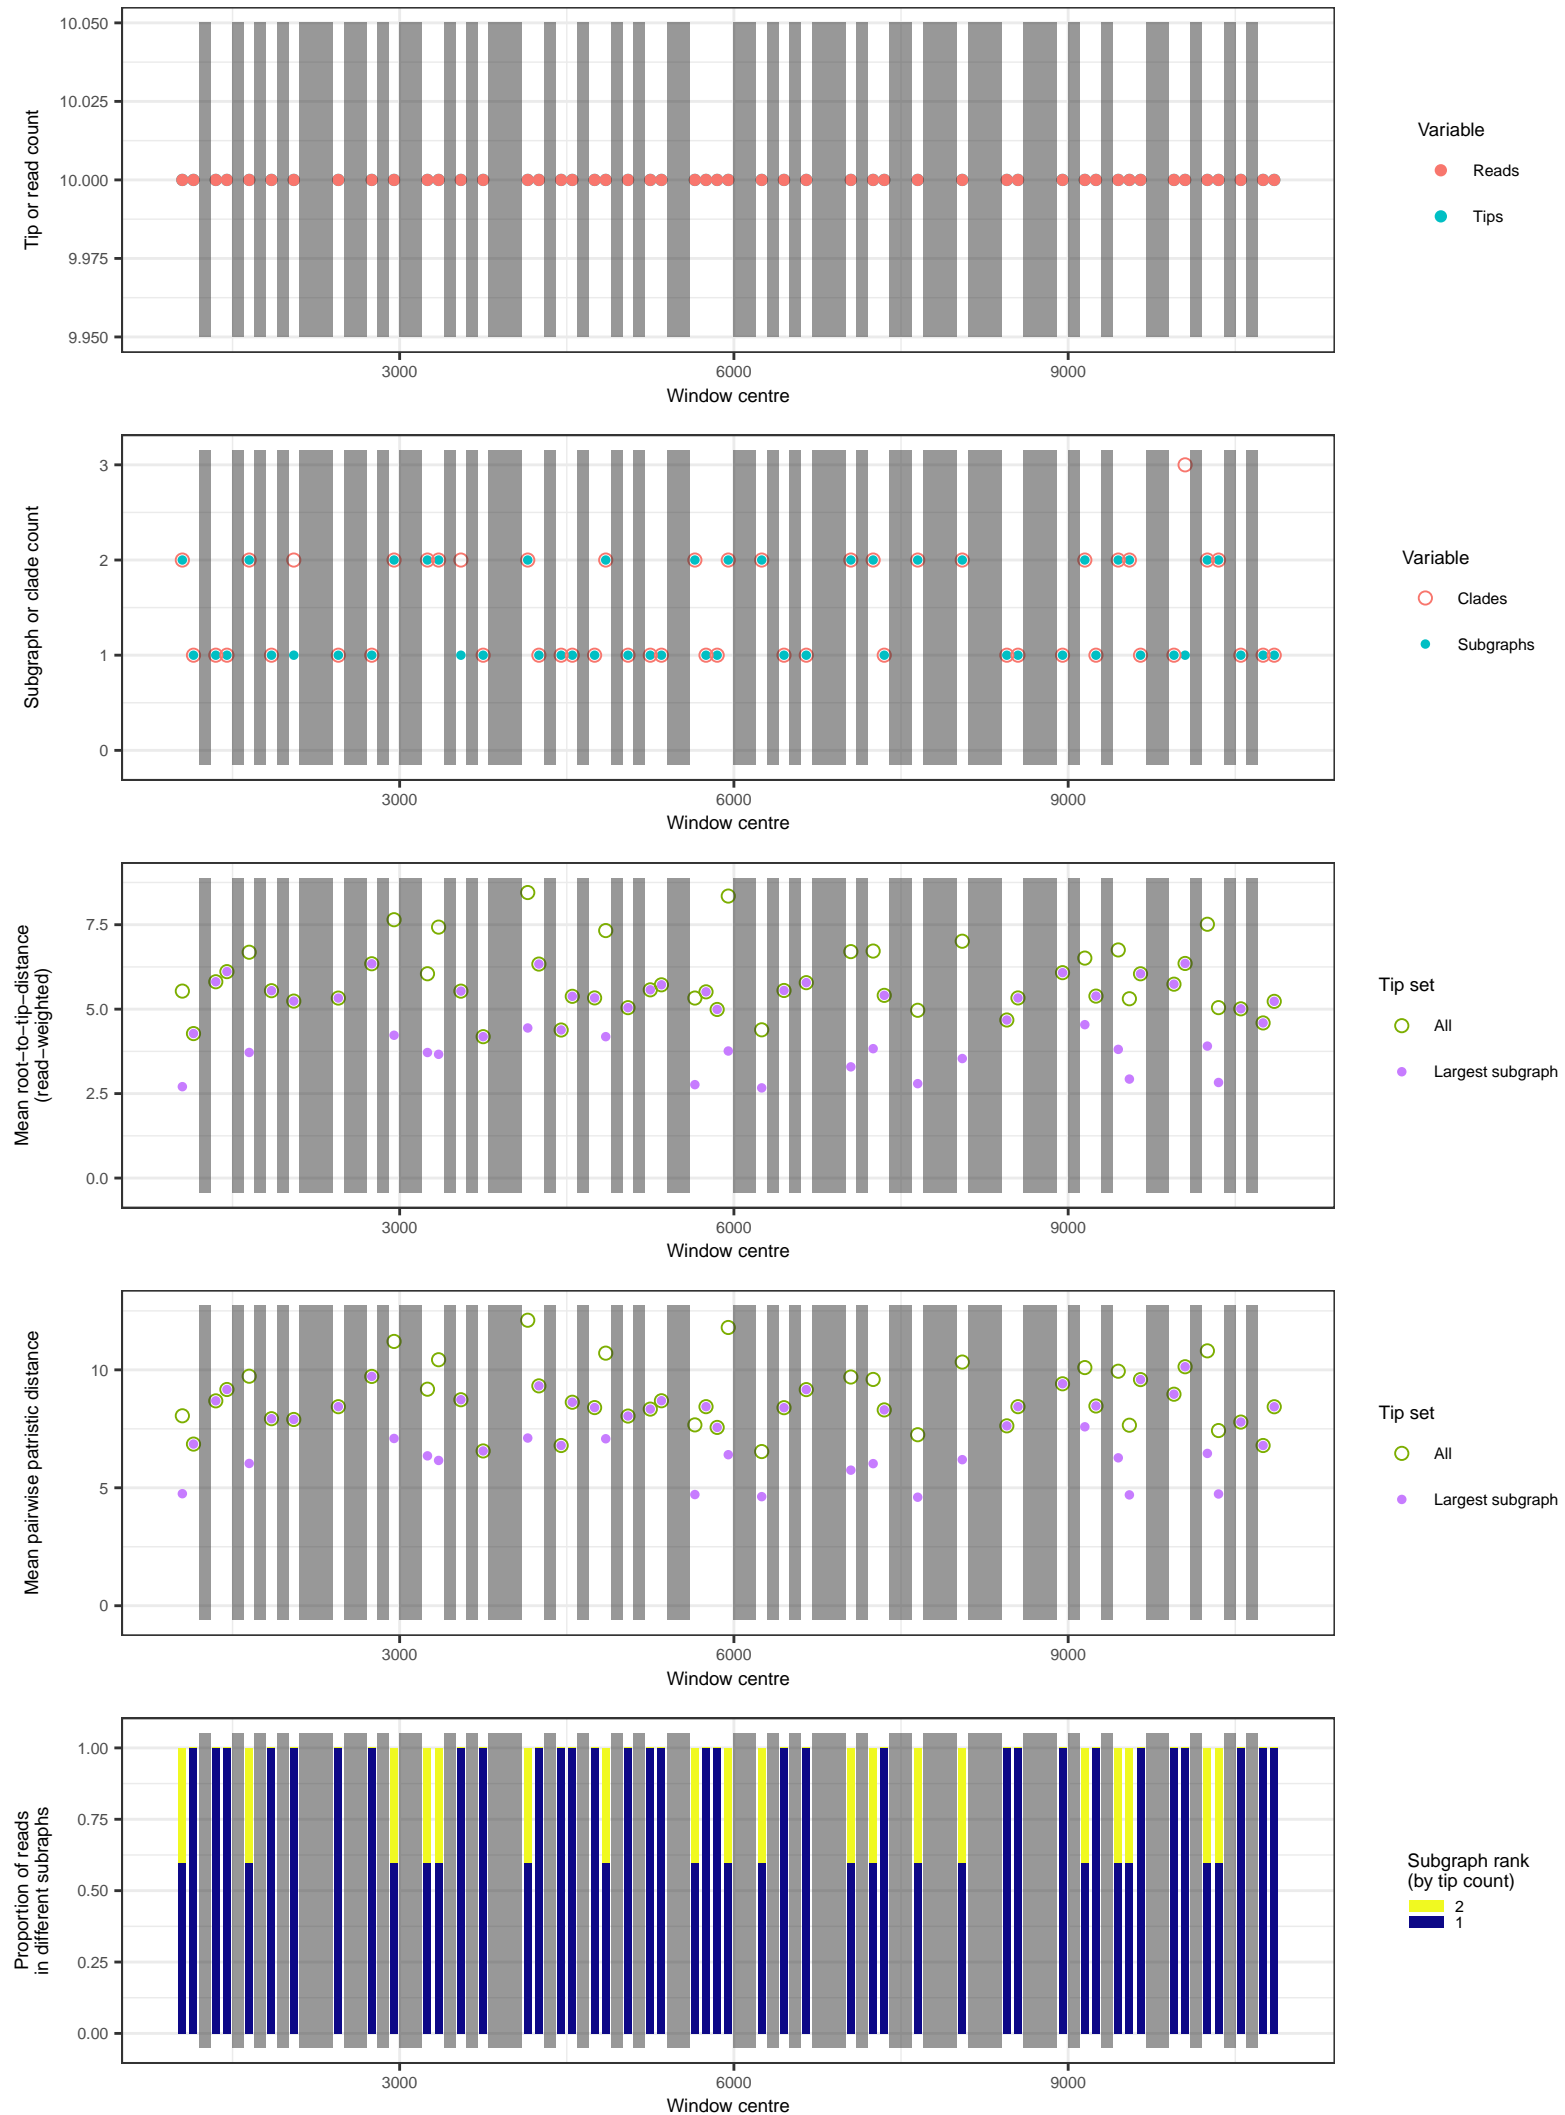 10.050
10.025
10.000
9.975
9.950
Tip or read count
3000
6000
9000
Window centre
Variable
Reads
Tips
3
2
1
0
Subgraph or clade count
3000
6000
9000
Window centre
Variable
Clades
Subgraphs
7.5
5.0
2.5
0.0
Mean root−to−tip−distance
(read−weighted)
3000
6000
9000
Window centre
Tip set
All
Largest subgraph
10
5
0
Mean pairwise patristic distance
3000
6000
9000
Window centre
Tip set
All
Largest subgraph
1.00
0.75
0.50
0.25
0.00
Proportion of reads
in different subraphs
3000
6000
9000
Window centre
Subgraph rank
(by tip count)
2
1